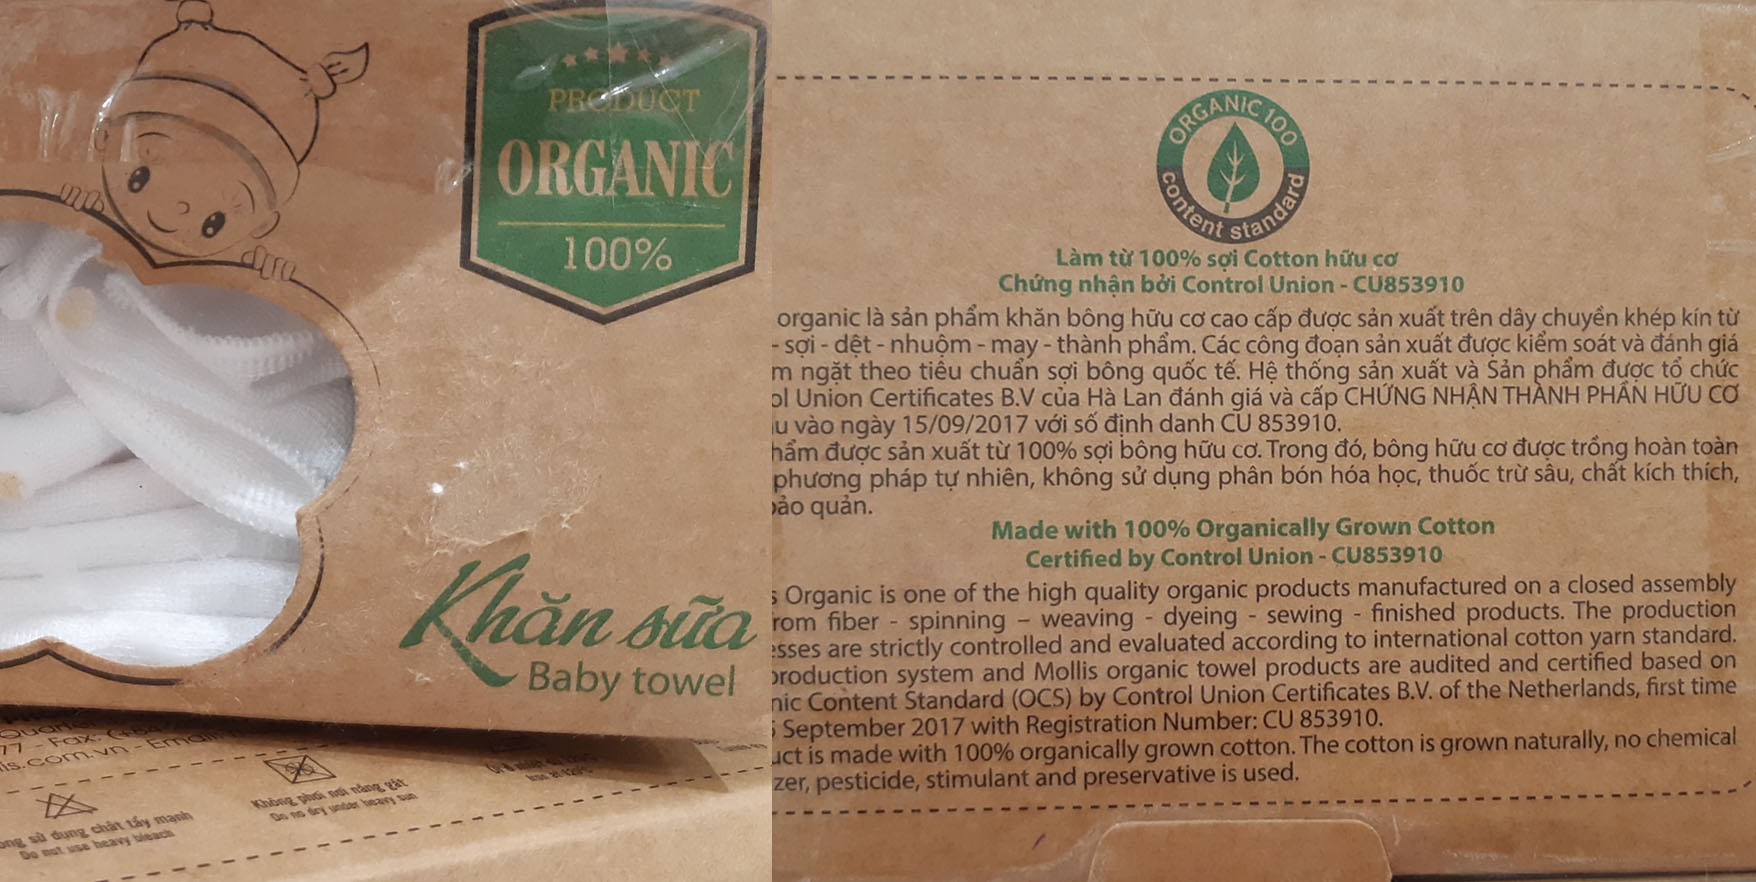 PRODUCT
ORGANIC
100%
Khăn sữa
Baby towel
77 - Fax:
is.com.vn - Email
sử dụng chất tẩy mạnh
Do not use heavy bleach
Không phơi nơi nắng gắt
Do no dry under heavy sun
ORGANIC 100
content standard
Làm từ 100% sợi Cotton hữu cơ
Chứng nhận bởi Control Union - CU853910
organic là sản phẩm khăn bông hữu cơ cao cấp được sản xuất trên dây chuyền khép kín từ
- sợi - dệt - nhuộm - may - thành phẩm. Các công đoạn sản xuất được kiểm soát và đánh giá
m ngặt theo tiêu chuẩn sợi bông quốc tế. Hệ thống sản xuất và Sản phẩm được tổ chức
ol Union Certificates B.V của Hà Lan đánh giá và cấp CHỨNG NHẬN THÀNH PHẦN HỮU CƠ
u vào ngày 15/09/2017 với số định danh CU 853910.
hẩm được sản xuất từ 100% sợi bông hữu cơ. Trong đó, bông hữu cơ được trồng hoàn toàn
phương pháp tự nhiên, không sử dụng phân bón hóa học, thuốc trừ sâu, chất kích thích,
bảo quản.
Made with 100% Organically Grown Cotton
Certified by Control Union - CU853910
s Organic is one of the high quality organic products manufactured on a closed assembly
rom fiber - spinning – weaving - dyeing - sewing - finished products. The production
esses are strictly controlled and evaluated according to international cotton yarn standard.
production system and Mollis organic towel products are audited and certified based on
nic Content Standard (OCS) by Control Union Certificates B.V. of the Netherlands, first time
5 September 2017 with Registration Number: CU 853910.
uct is made with 100% organically grown cotton. The cotton is grown naturally, no chemical
zer, pesticide, stimulant and preservative is used.